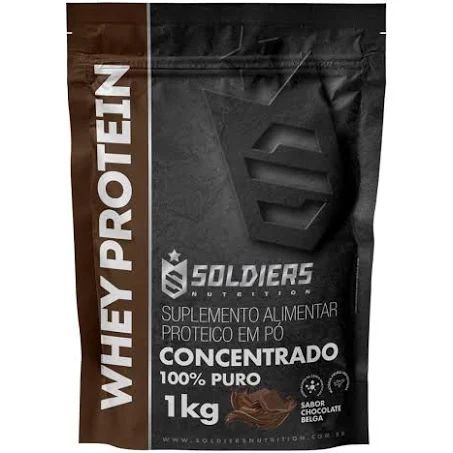 WHEY PROTEIN
SOLDIERS
NUTRITION
SUPLEMENTO ALIMENTAR
PROTEICO EM PÓ
CONCENTRADO
100% PURO
1kg
SABOR
CHOCOLATE
BELGA
WWW.SOLDIERSNUTRITION.COM.BR